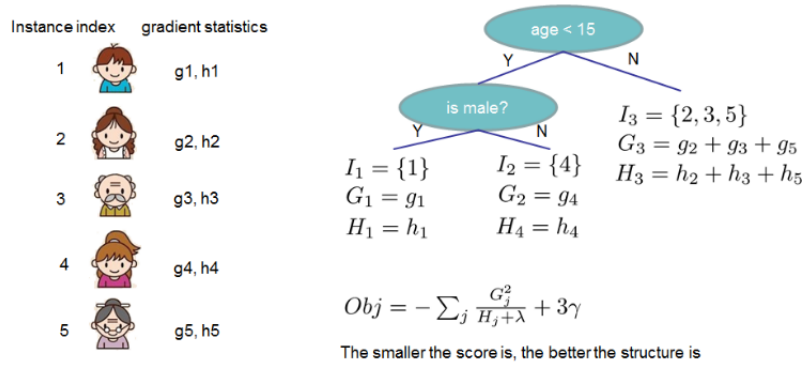 Instance index gradient statistics
1 g1, h1
2 g2, h2
3 g3, h3
4 g4, h4
5 g5, h5
age < 15
Y N
is male?
Y N
I₁ = {1}
G₁ = g₁
H₁ = h₁
I₂ = {4}
G₂ = g₄
H₄ = h₄
I₃ = {2, 3, 5}
G₃ = g₂ + g₃ + g₅
H₃ = h₂ + h₃ + h₅
Obj = − ∑ⱼ Gⱼ²/(Hⱼ+λ) + 3γ
The smaller the score is, the better the structure is